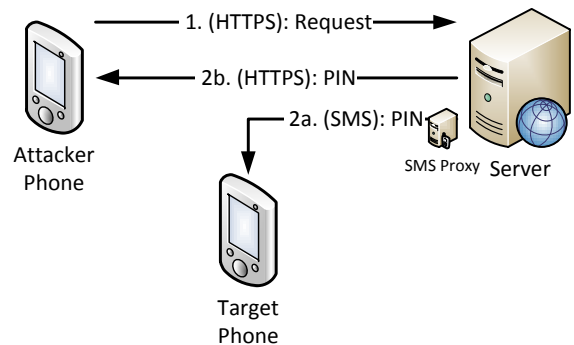 1. (HTTPS): Request
2b. (HTTPS): PIN
2a. (SMS): PIN
Attacker
Phone
SMS Proxy
Server
Target
Phone